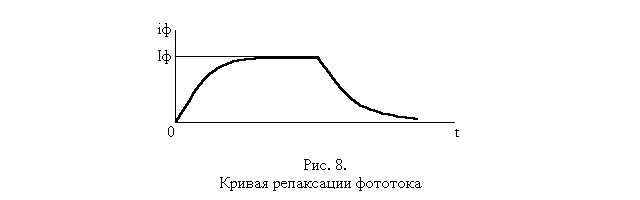 iф
Iф
0
t
Рис. 8.
Кривая репаксации фототока